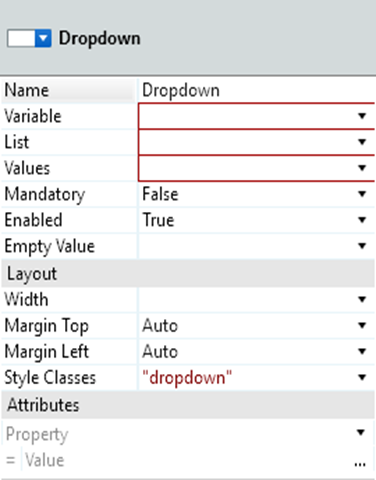 Dropdown
Name Dropdown
Variable
List
Values
Mandatory False
Enabled True
Empty Value
Layout
Width
Margin Top Auto
Margin Left Auto
Style Classes "dropdown"
Attributes
Property
= Value ...